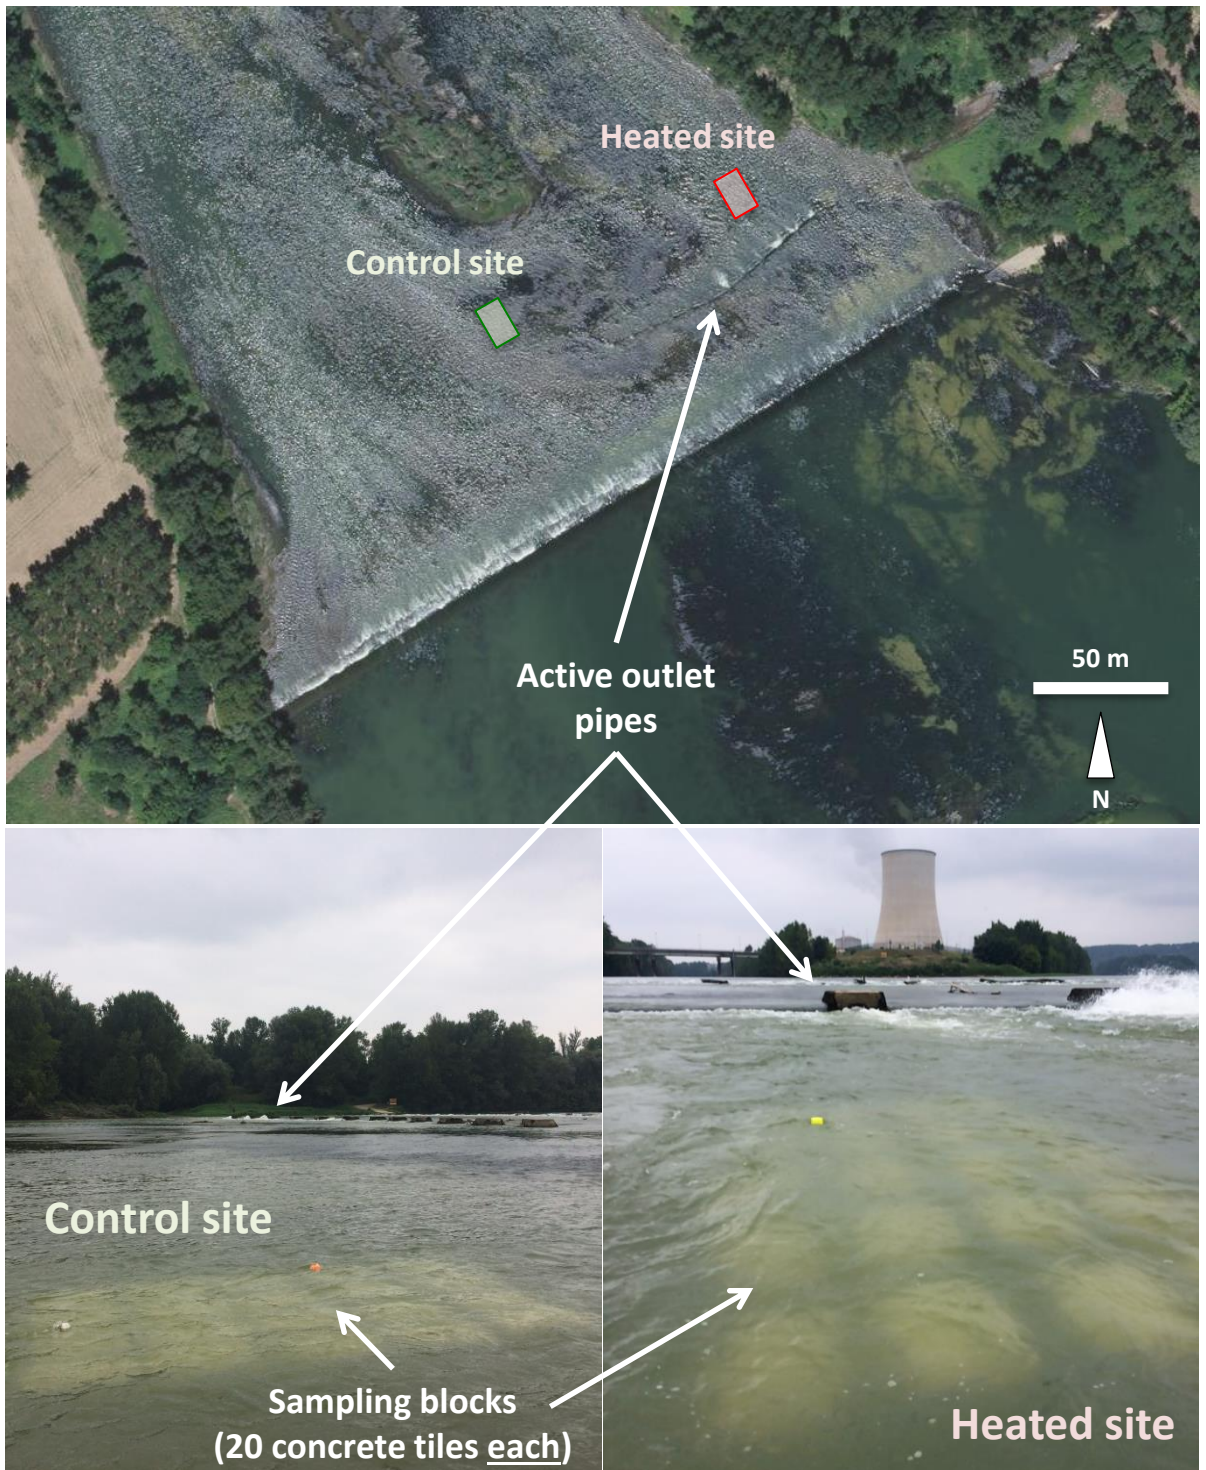 Heated site
Control site
Active outlet
pipes
50 m
N
Control site
Sampling blocks
(20 concrete tiles each)
Heated site